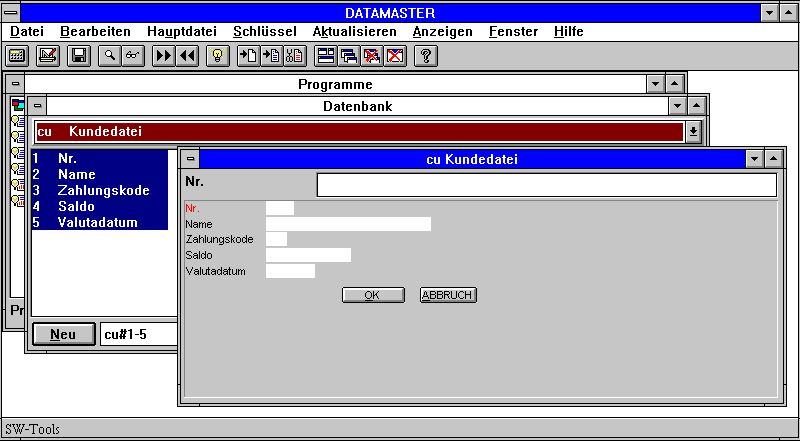 DATAMASTER
Datei Bearbeiten Hauptdatei Schlüssel Aktualisieren Anzeigen Fenster Hilfe
?
Programme
Datenbank
cu Kundedatei
1 Nr.
2 Name
3 Zahlungskode
4 Saldo
5 Valutadatum
Pr
Neu cu#1-5
cu Kundedatei
Nr.
Nr.
Name
Zahlungskode
Saldo
Valutadatum
OK ABBRUCH
SW-Tools